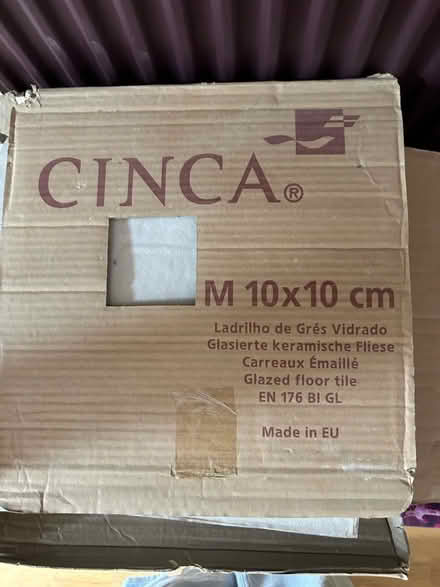 CINCA®
M 10x10 cm
Ladrilho de Grés Vidrado
Glasierte keramische Fliese
Carreaux Émaillé
Glazed floor tile
EN 176 BI GL
Made in EU